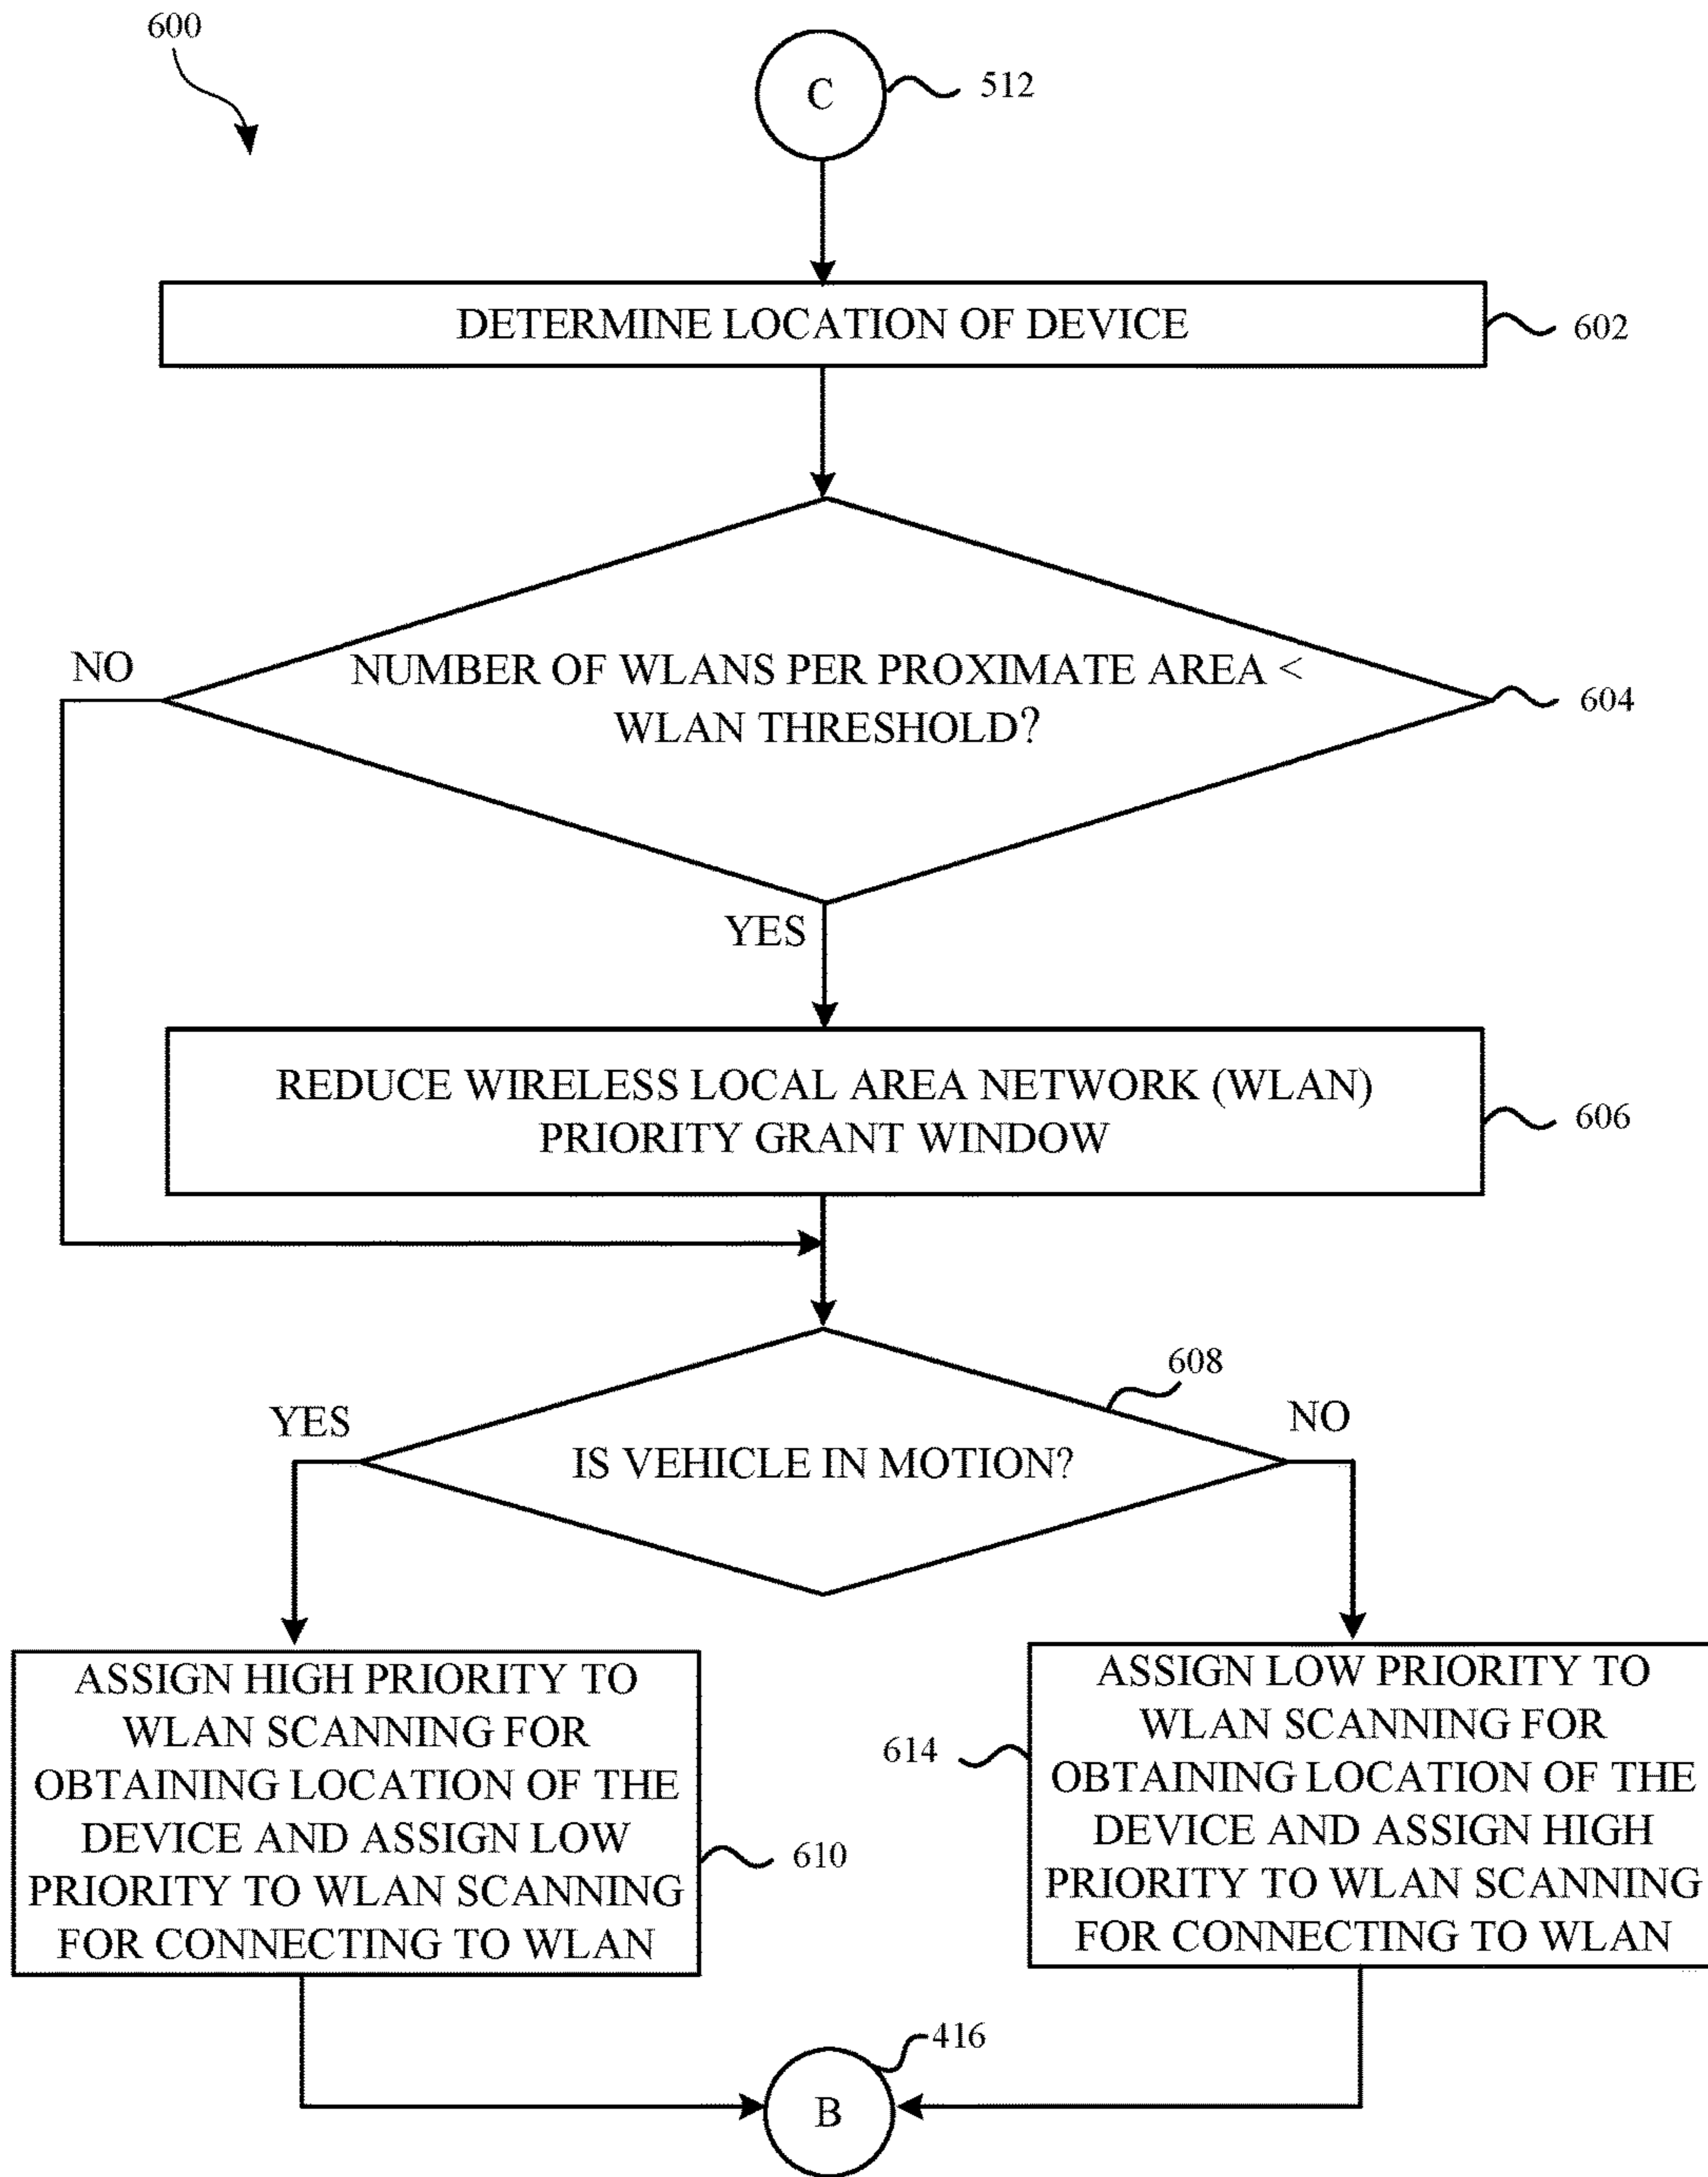 600
C
512
DETERMINE LOCATION OF DEVICE
602
NO
NUMBER OF WLANS PER PROXIMATE AREA <
WLAN THRESHOLD?
604
YES
REDUCE WIRELESS LOCAL AREA NETWORK (WLAN)
PRIORITY GRANT WINDOW
606
608
YES
NO
IS VEHICLE IN MOTION?
ASSIGN HIGH PRIORITY TO
WLAN SCANNING FOR
OBTAINING LOCATION OF THE
DEVICE AND ASSIGN LOW
PRIORITY TO WLAN SCANNING
FOR CONNECTING TO WLAN
610
614
ASSIGN LOW PRIORITY TO
WLAN SCANNING FOR
OBTAINING LOCATION OF THE
DEVICE AND ASSIGN HIGH
PRIORITY TO WLAN SCANNING
FOR CONNECTING TO WLAN
416
B